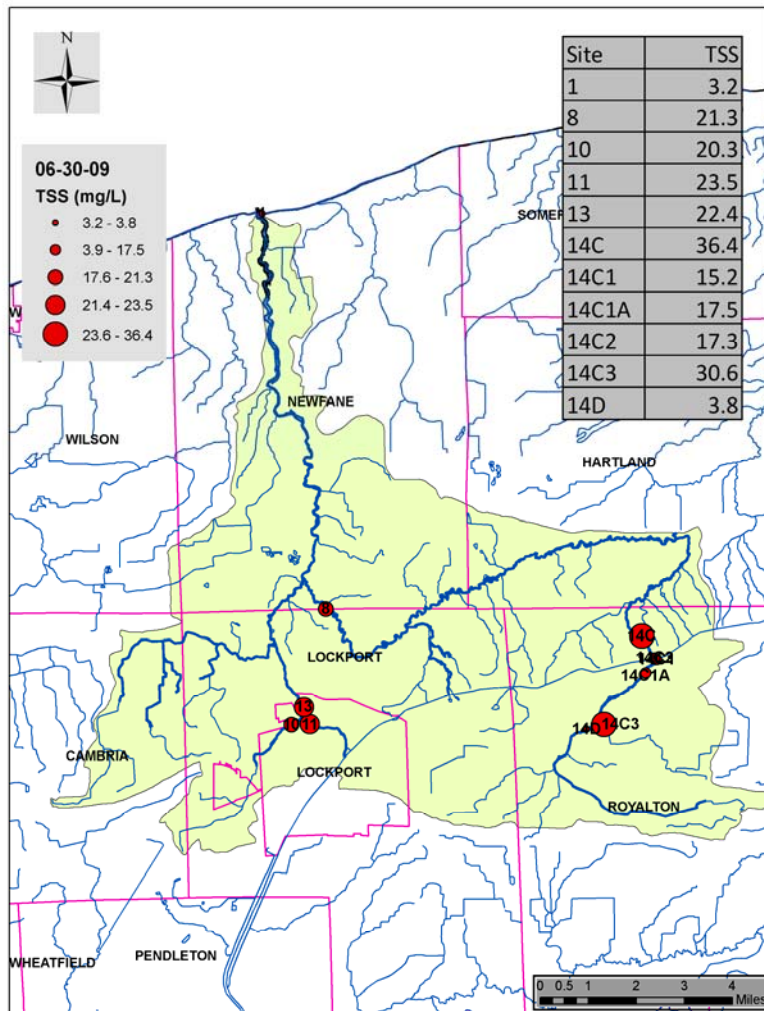 N
Site TSS
1 3.2
8 21.3
10 20.3
11 23.5
13 22.4
14C 36.4
14C1 15.2
14C1A 17.5
14C2 17.3
14C3 30.6
14D 3.8
06-30-09
TSS (mg/L)
3.2 - 3.8
3.9 - 17.5
17.6 - 21.3
21.4 - 23.5
23.6 - 36.4
SOMER
W
NEWFANE
WILSON
HARTLAND
8
14C
LOCKPORT
14C1A
13
10 11
14D 14C3
CAMBRIA
LOCKPORT
ROYALTON
WHEATFIELD
PENDLETON
0 0.5 1 2 3 4
Miles